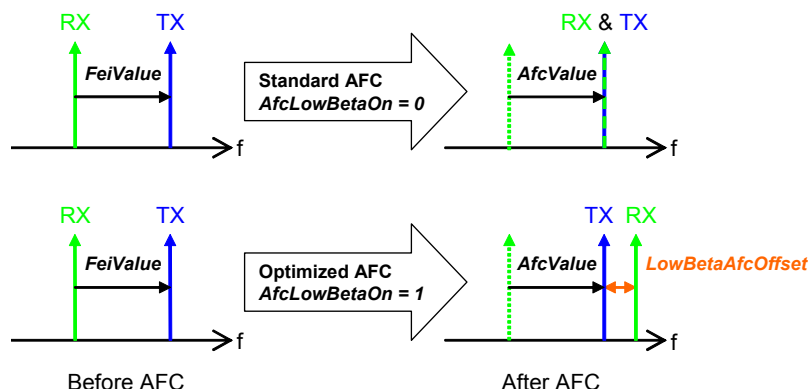 RX TX
FeiValue
f
Standard AFC
AfcLowBetaOn = 0
RX & TX
AfcValue
f
RX TX
FeiValue
f
Optimized AFC
AfcLowBetaOn = 1
TX RX
AfcValue
LowBetaAfcOffset
f
Before AFC
After AFC